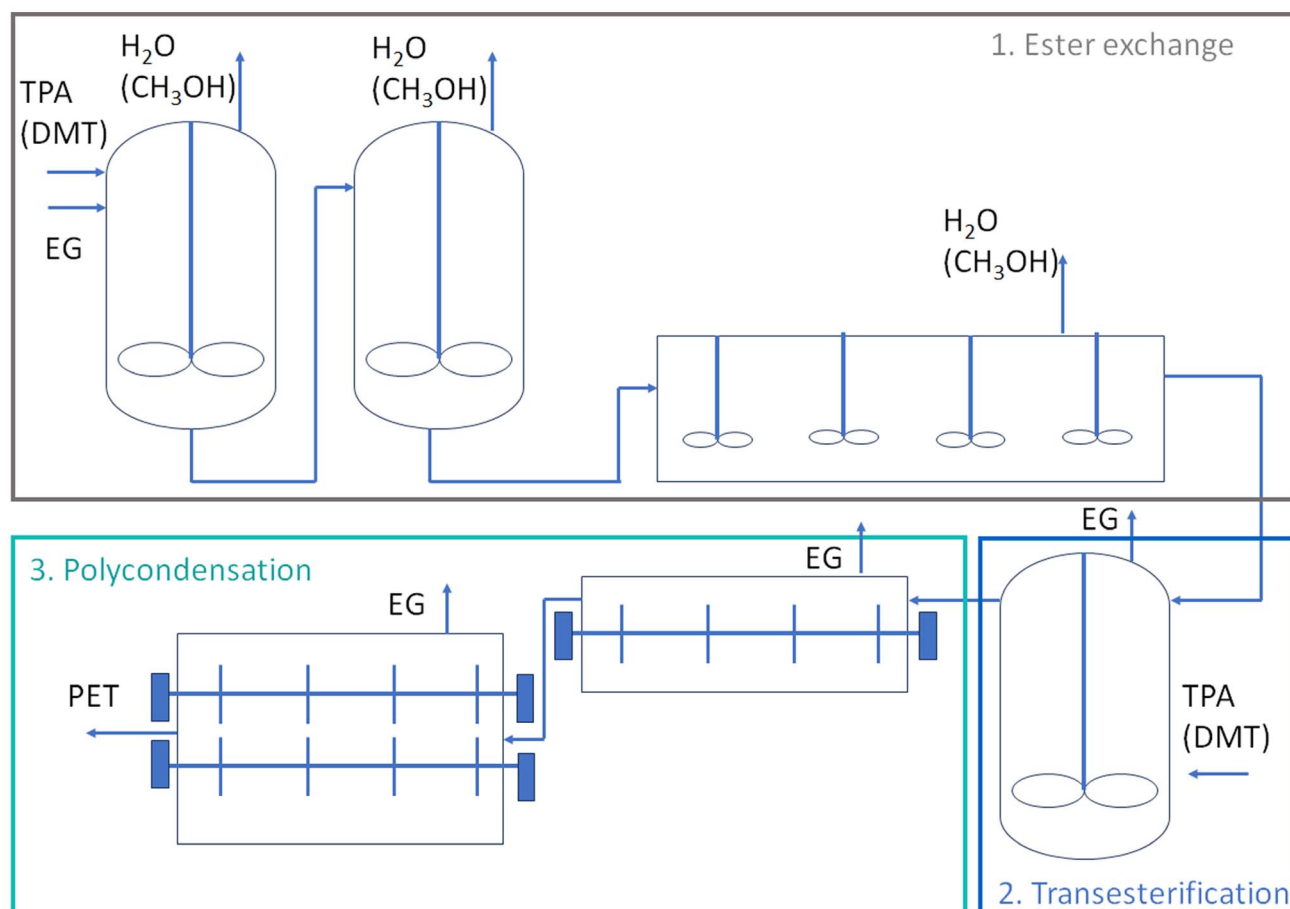 1. Ester exchange
H₂O
(CH₃OH)
H₂O
(CH₃OH)
TPA
(DMT)
EG
H₂O
(CH₃OH)
EG
3. Polycondensation
EG
EG
PET
TPA
(DMT)
2. Transesterification